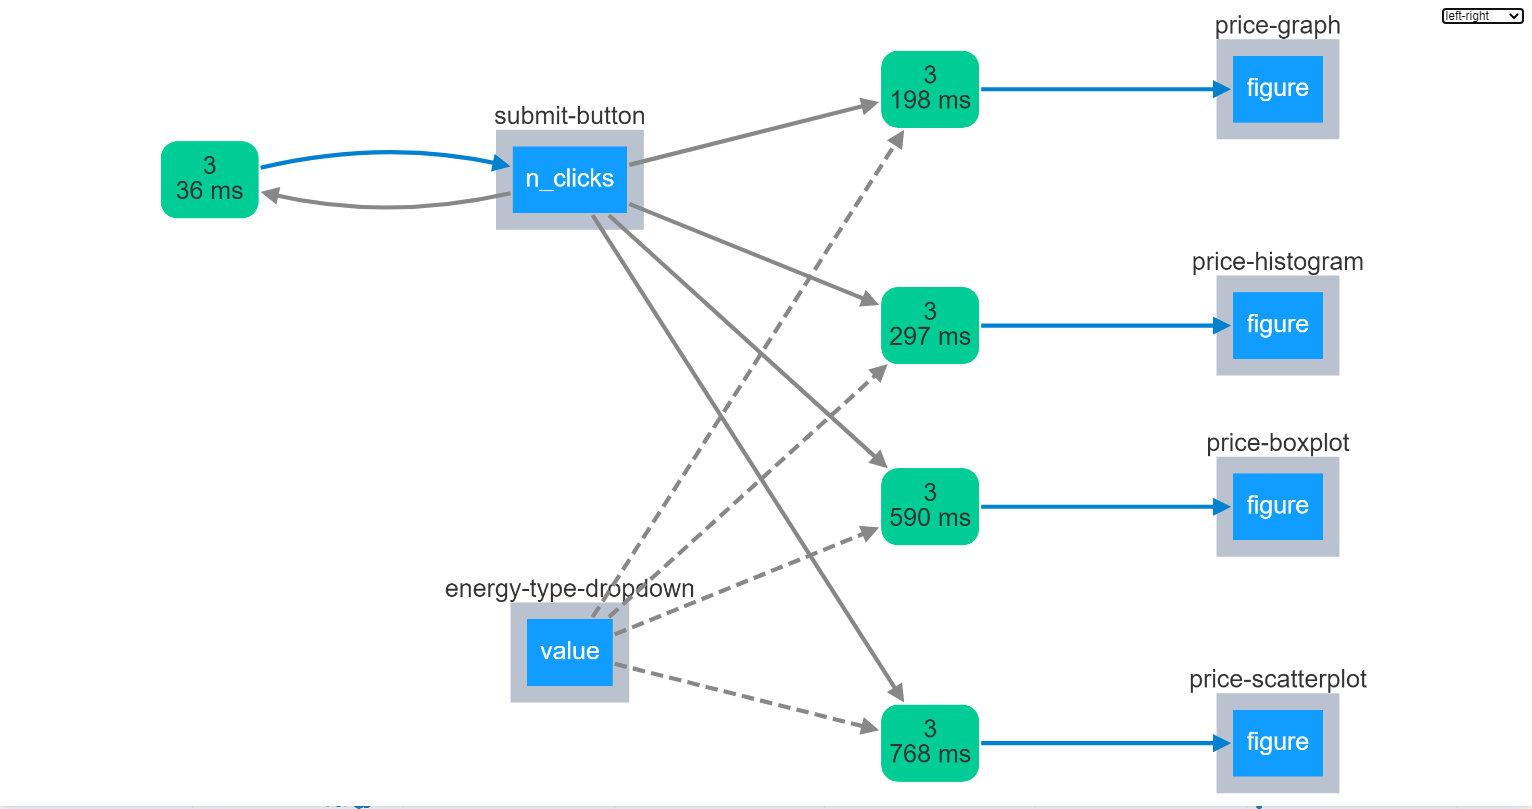 left-right
price-graph
3
198 ms
figure
submit-button
n_clicks
3
36 ms
price-histogram
3
297 ms
figure
price-boxplot
3
590 ms
figure
energy-type-dropdown
value
price-scatterplot
3
768 ms
figure